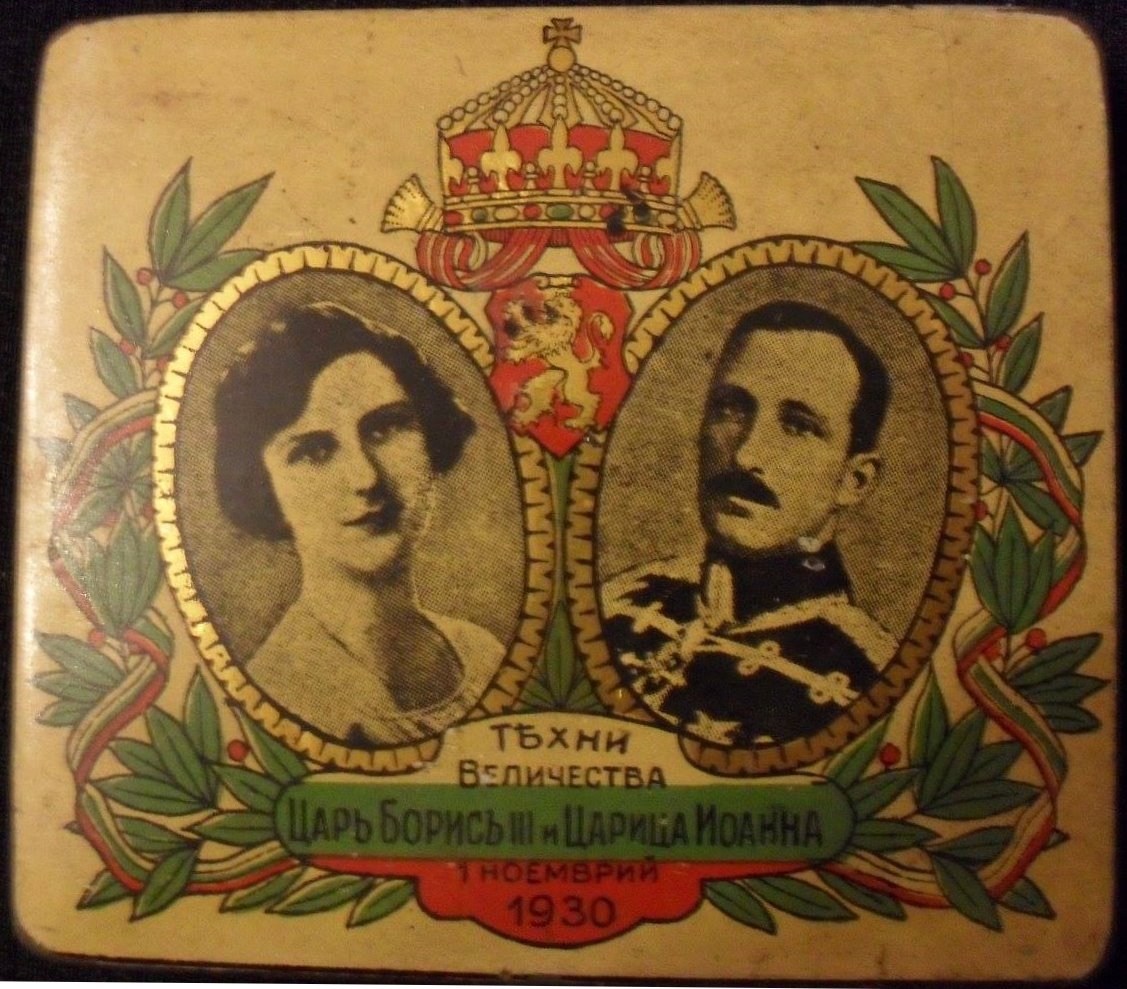 ТѢХНИ
ВЕЛИЧЕСТВА
ЦАРЬ БОРИСЪ III и ЦАРИЦА ИОАННА
1 НОЕМВРИЙ
1930